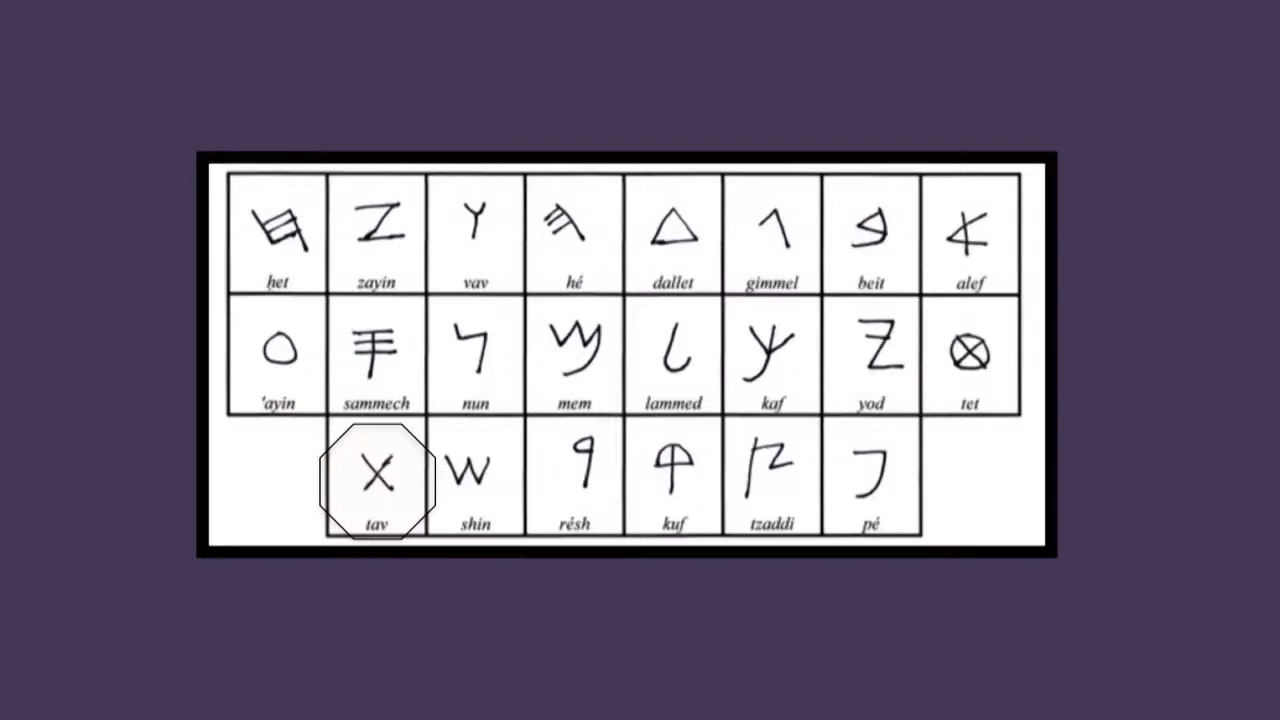 𐤀 𐤁 𐤂 𐤃 𐤄 𐤅 𐤆 𐤇
ḥet zayin vav hé dallet gimmel beit alef
𐤈 𐤉 𐤊 𐤋 𐤌 𐤍 𐤎 𐤏
'ayin sammech nun mem lammed kaf yod tet
𐤐 𐤑 𐤒 𐤓 𐤔 𐤕
tav shin résh kuf tzaddi pé